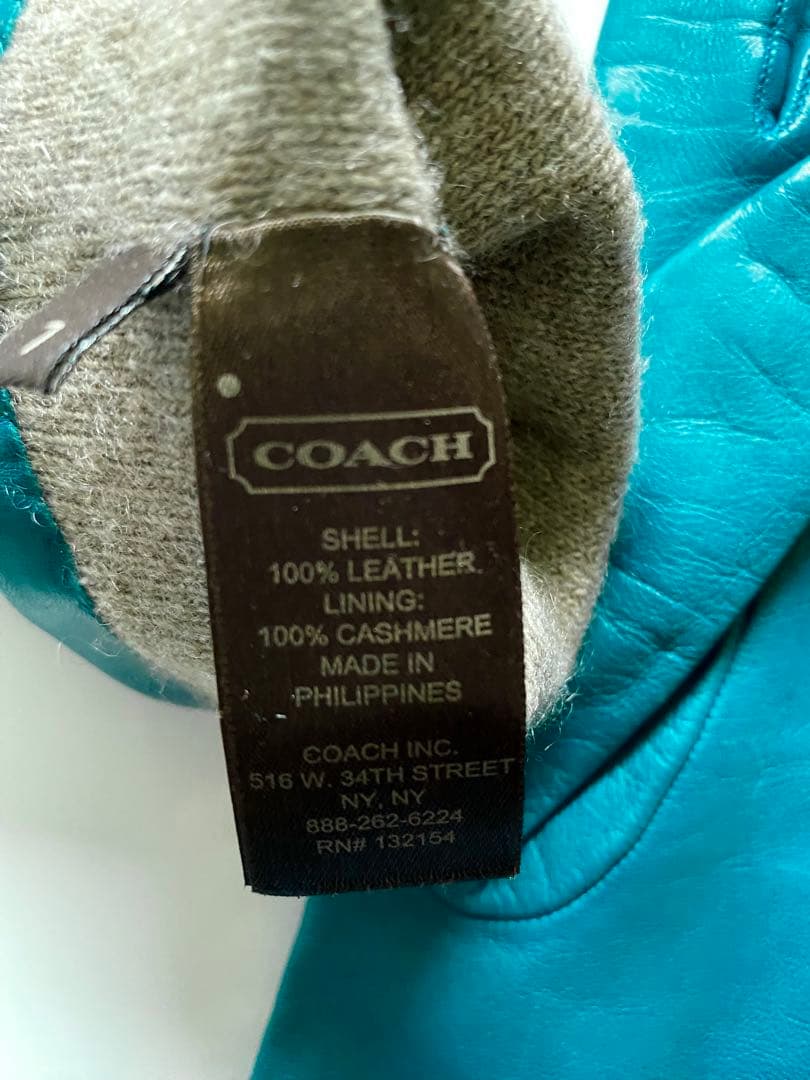 7
COACH
SHELL:
100% LEATHER
LINING:
100% CASHMERE
MADE IN
PHILIPPINES
COACH INC.
516 W. 34TH STREET
NY, NY
888-262-6224
RN# 132154